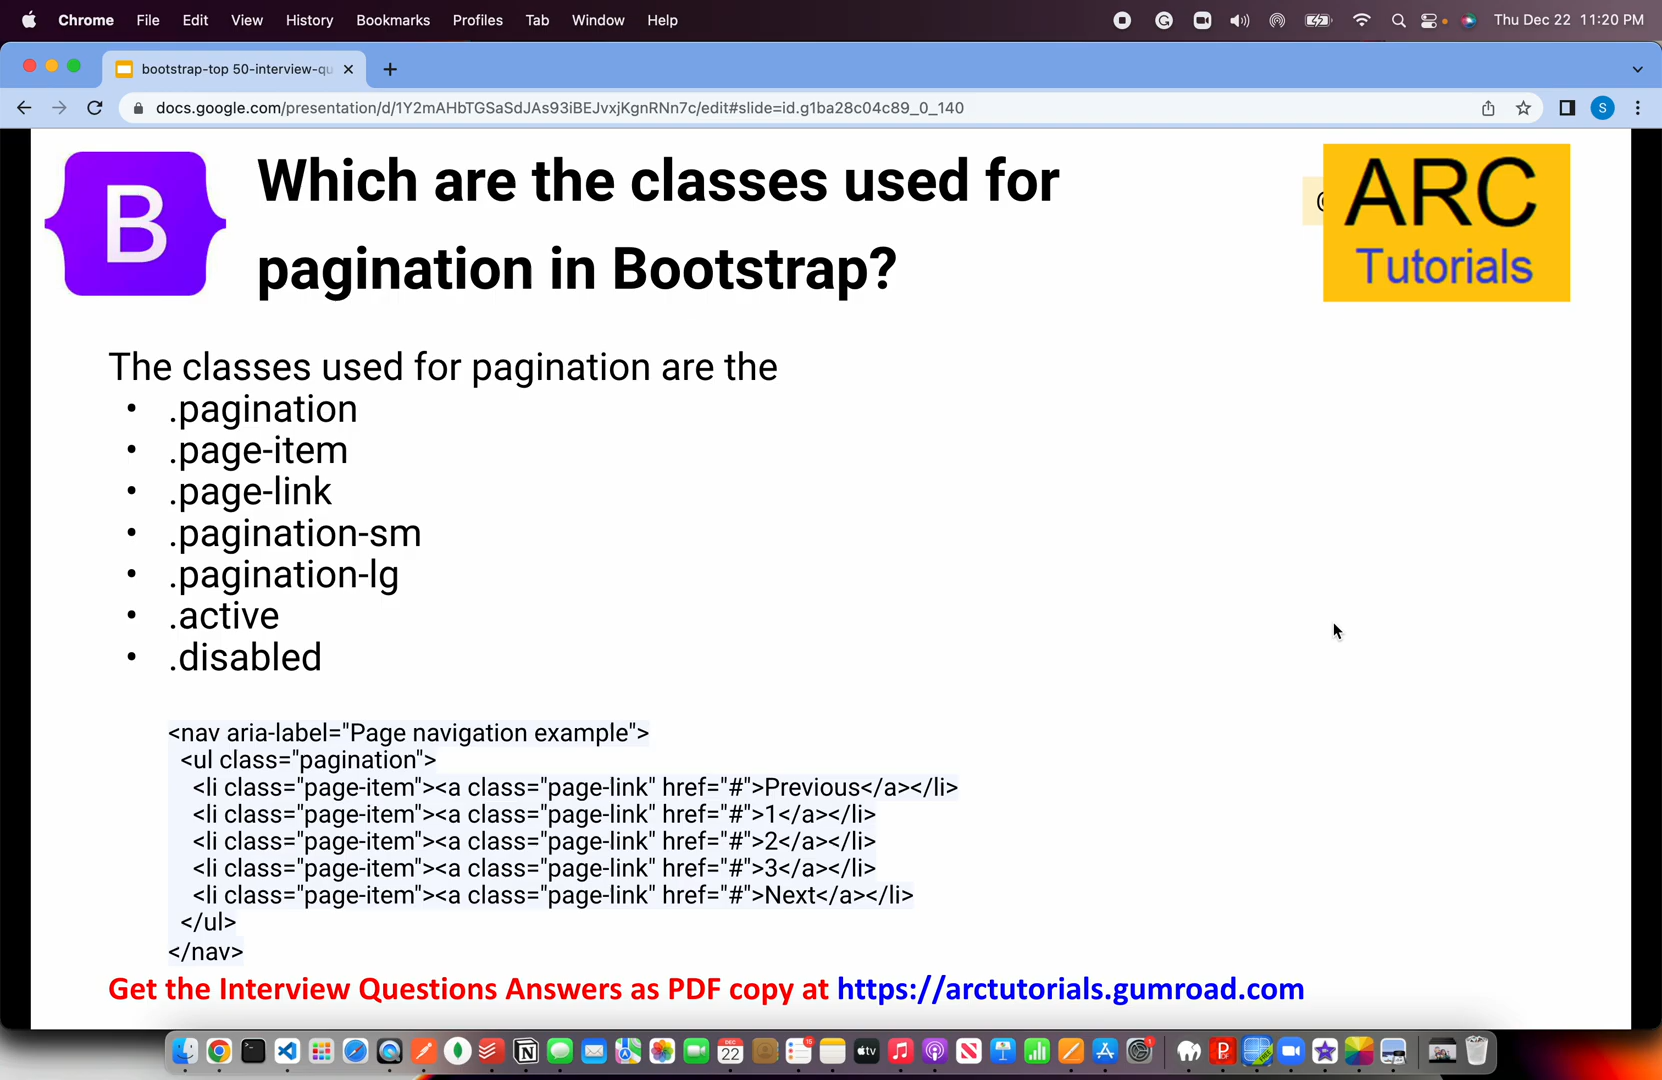 Chrome File Edit View History Bookmarks Profiles Tab Window Help Thu Dec 22 11:20 PM
bootstrap-top 50-interview-qu
docs.google.com/presentation/d/1Y2mAHbTGSaSdJAs93iBEJvxjKgnRNn7c/edit#slide=id.g1ba28c04c89_0_140
S
B
Which are the classes used for
pagination in Bootstrap?
ARC
Tutorials
The classes used for pagination are the
• .pagination
• .page-item
• .page-link
• .pagination-sm
• .pagination-lg
• .active
• .disabled
<nav aria-label="Page navigation example">
<ul class="pagination">
<li class="page-item"><a class="page-link" href="#">Previous</a></li>
<li class="page-item"><a class="page-link" href="#">1</a></li>
<li class="page-item"><a class="page-link" href="#">2</a></li>
<li class="page-item"><a class="page-link" href="#">3</a></li>
<li class="page-item"><a class="page-link" href="#">Next</a></li>
</ul>
</nav>
Get the Interview Questions Answers as PDF copy at https://arctutorials.gumroad.com
DEC
22
tv